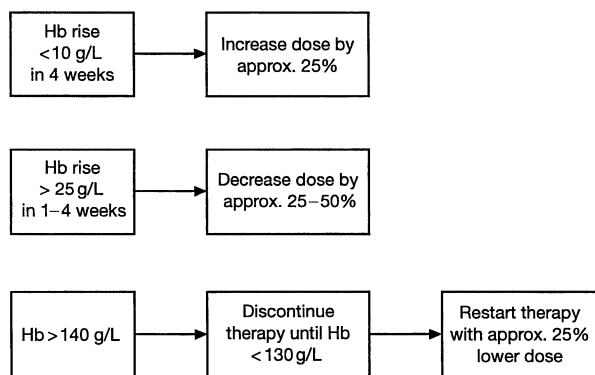 Hb rise
<10 g/L
in 4 weeks
Increase dose by
approx. 25%
Hb rise
> 25 g/L
in 1–4 weeks
Decrease dose by
approx. 25–50%
Hb > 140 g/L
Discontinue
therapy until Hb
<130 g/L
Restart therapy
with approx. 25%
lower dose